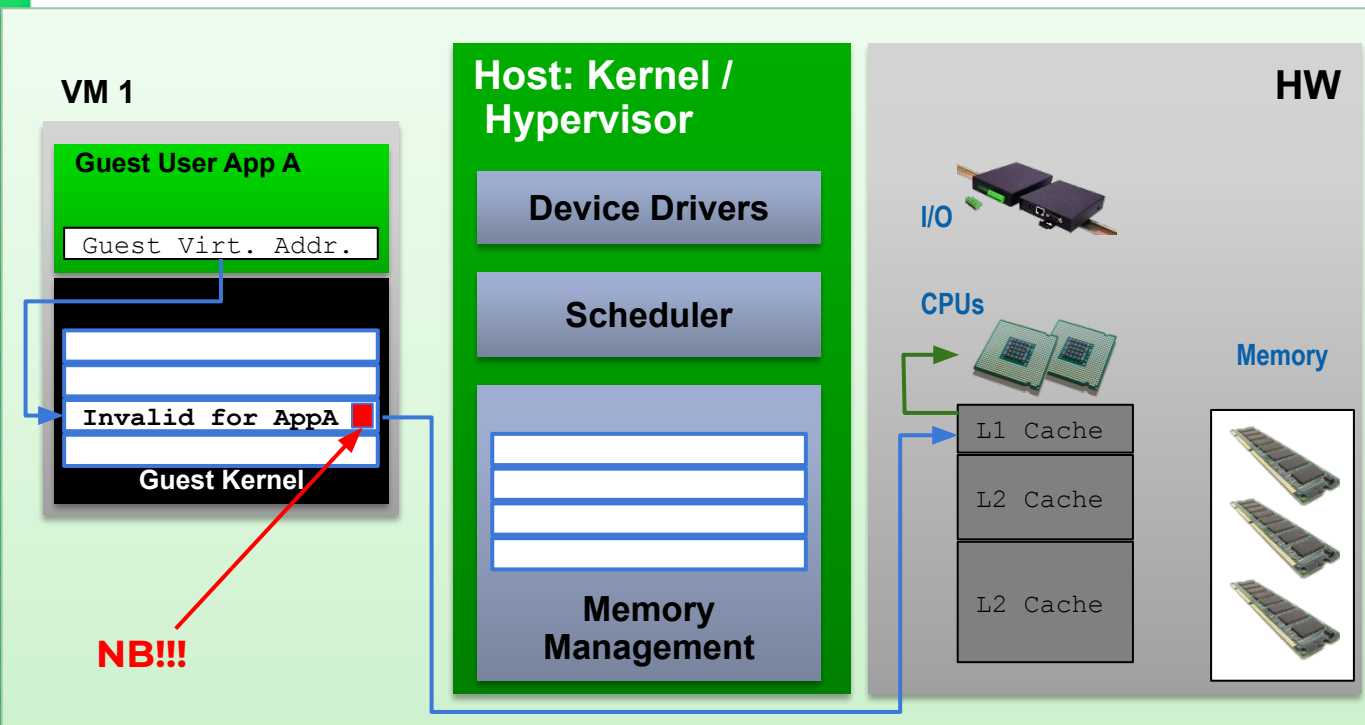 VM 1
Guest User App A
Guest Virt. Addr.
Invalid for AppA
Guest Kernel
NB!!!
Host: Kernel /
Hypervisor
Device Drivers
Scheduler
Memory
Management
HW
I/O
CPUs
Memory
L1 Cache
L2 Cache
L2 Cache